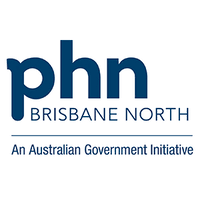 phn
BRISBANE NORTH
An Australian Government Initiative